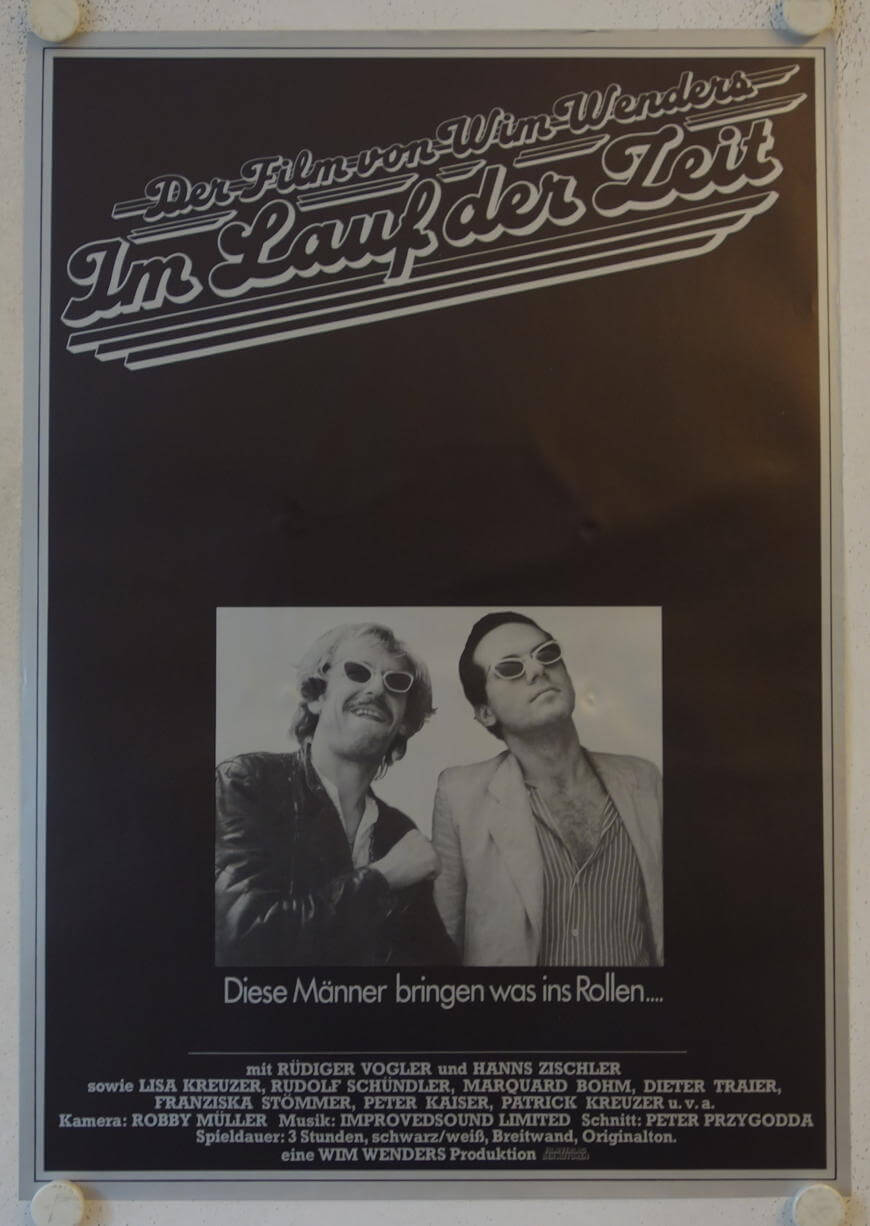 Der Film von Wim Wenders
Im Lauf der Zeit
Diese Männer bringen was ins Rollen....
mit RÜDIGER VOGLER und HANNS ZISCHLER
sowie LISA KREUZER, RUDOLF SCHÜNDLER, MARQUARD BOHM, DIETER TRAIER,
FRANZISKA STÖMMER, PETER KAISER, PATRICK KREUZER u.v.a.
Kamera: ROBBY MÜLLER Musik: IMPROVEDSOUND LIMITED Schnitt: PETER PRZYGODDA
Spieldauer: 3 Stunden, schwarz/weiß, Breitwand, Originalton.
eine WIM WENDERS Produktion